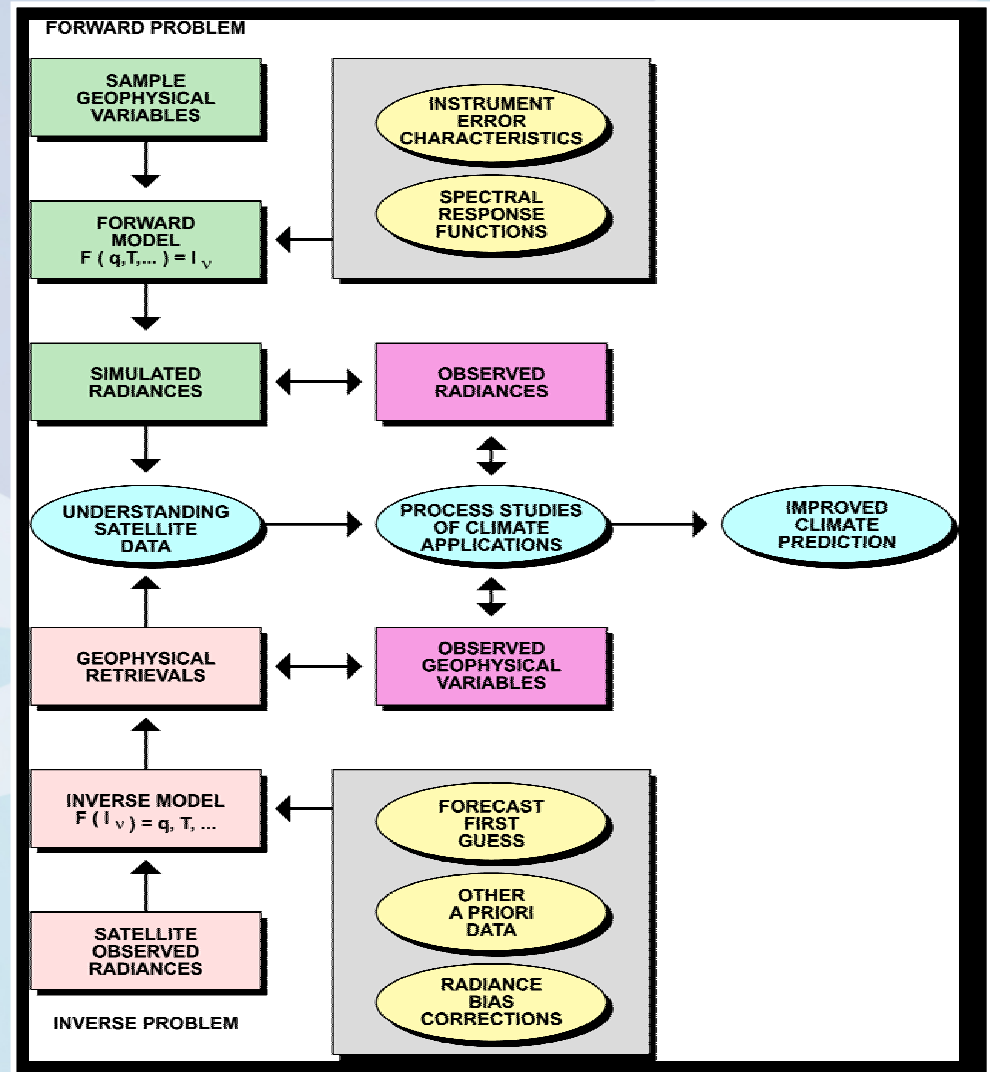 FORWARD PROBLEM
SAMPLE
GEOPHYSICAL
VARIABLES
INSTRUMENT
ERROR
CHARACTERISTICS
SPECTRAL
RESPONSE
FUNCTIONS
FORWARD
MODEL
F ( q,T,... ) = I ν
SIMULATED
RADIANCES
OBSERVED
RADIANCES
UNDERSTANDING
SATELLITE
DATA
PROCESS STUDIES
OF CLIMATE
APPLICATIONS
IMPROVED
CLIMATE
PREDICTION
GEOPHYSICAL
RETRIEVALS
OBSERVED
GEOPHYSICAL
VARIABLES
INVERSE MODEL
F ( I ν ) = q, T, ...
FORECAST
FIRST
GUESS
OTHER
A PRIORI
DATA
SATELLITE
OBSERVED
RADIANCES
RADIANCE
BIAS
CORRECTIONS
INVERSE PROBLEM